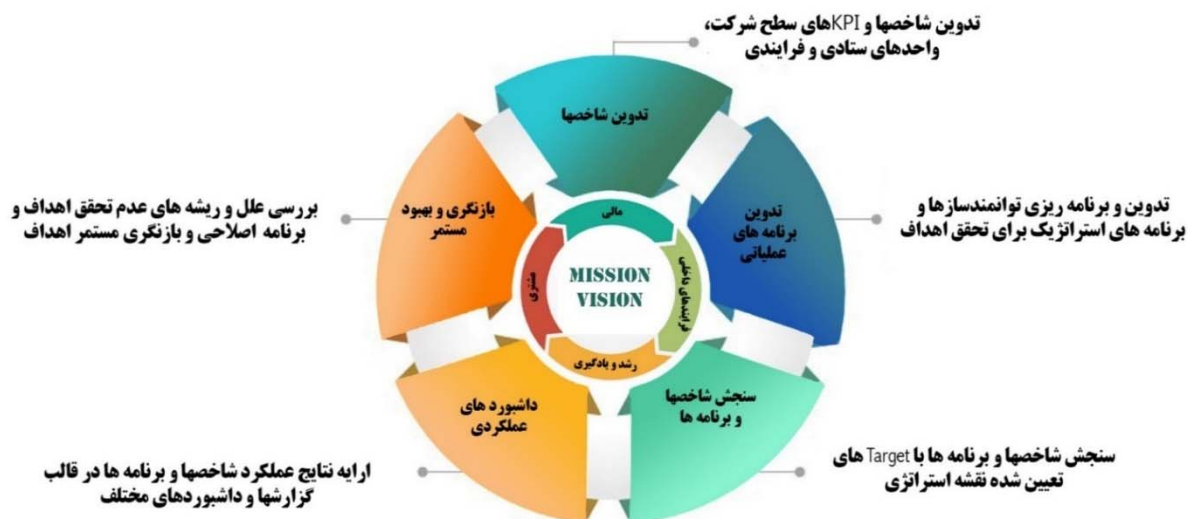 تدوین شاخصها و KPIهای سطح شرکت،
واحدهای ستادی و فرایندی
تدوین شاخصها
تدوین
برنامه های
عملیاتی
تدوین و برنامه ریزی توانمندسازها و
برنامه های استراتژیک برای تحقق اهداف
بازنگری و بهبود
مستمر
بررسی علل و ریشه های عدم تحقق اهداف و
برنامه اصلاحی و بازنگری مستمر اهداف
مالی
فرایندهای داخلی
رشد و یادگیری
مشتری
MISSION
VISION
سنجش شاخصها
و برنامه ها
سنجش شاخصها و برنامه ها با Target های
تعیین شده نقشه استراتژی
داشبورد های
عملکردی
ارایه نتایج عملکرد شاخصها و برنامه ها در قالب
گزارشها و داشبوردهای مختلف